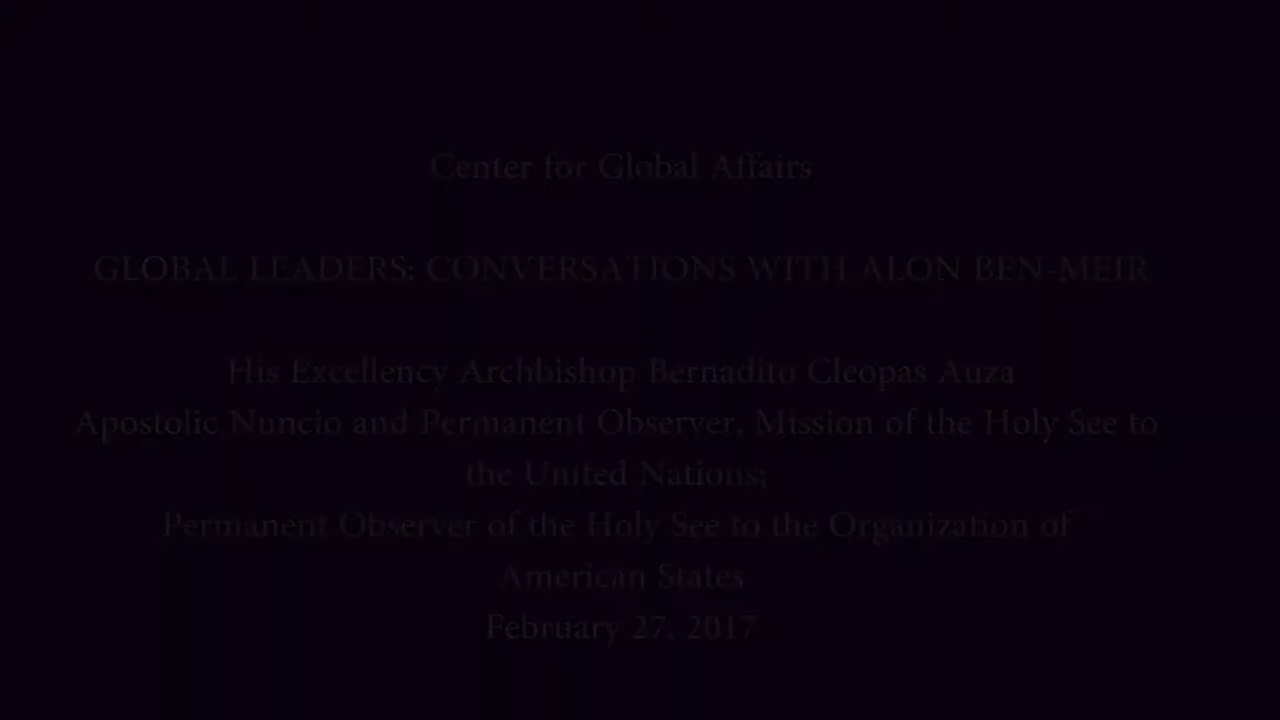 Center for Global Affairs
GLOBAL LEADERS: CONVERSATIONS WITH ALON BEN-MEIR
His Excellency Archbishop Bernadito Cleopas Auza
Apostolic Nuncio and Permanent Observer, Mission of the Holy See to
the United Nations;
Permanent Observer of the Holy See to the Organization of
American States
February 27, 2017